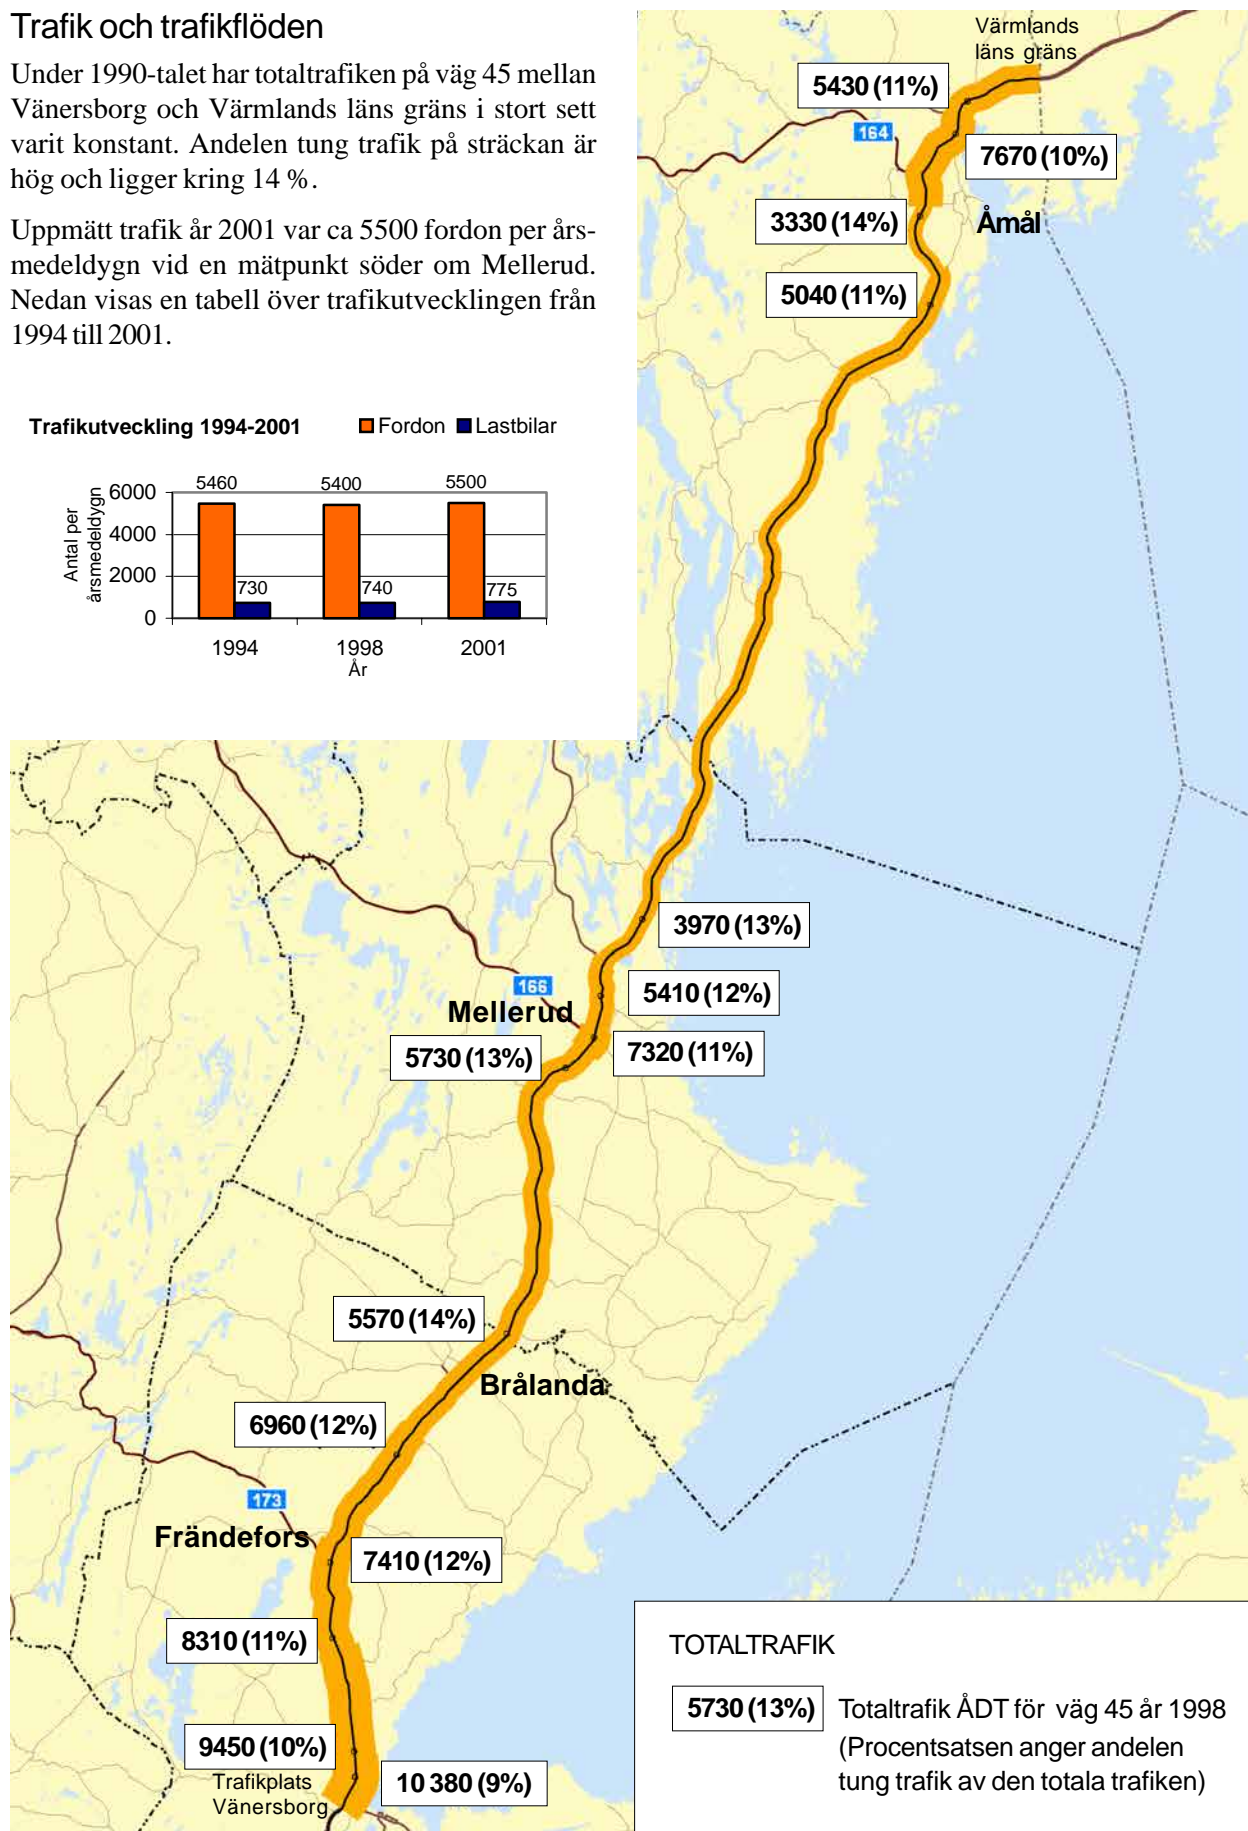 Trafik och trafikflöden
Under 1990-talet har totaltrafiken på väg 45 mellan
Vänersborg och Värmlands läns gräns i stort sett
varit konstant. Andelen tung trafik på sträckan är
hög och ligger kring 14 %.
Uppmätt trafik år 2001 var ca 5500 fordon per års-
medeldygn vid en mätpunkt söder om Mellerud.
Nedan visas en tabell över trafikutvecklingen från
1994 till 2001.
Trafikutveckling 1994-2001
Fordon
Lastbilar
Antal per
årsmedeldygn
6000
4000
2000
0
5460
5400
5500
730
740
775
1994
1998
2001
År
Värmlands
läns gräns
5430 (11%)
164
7670 (10%)
3330 (14%)
Åmål
5040 (11%)
3970 (13%)
166
5410 (12%)
Mellerud
5730 (13%)
7320 (11%)
5570 (14%)
Brålanda
6960 (12%)
173
Frändefors
7410 (12%)
8310 (11%)
9450 (10%)
Trafikplats
Vänersborg
10 380 (9%)
TOTALTRAFIK
5730 (13%)
Totaltrafik ÅDT för väg 45 år 1998
(Procentsatsen anger andelen
tung trafik av den totala trafiken)